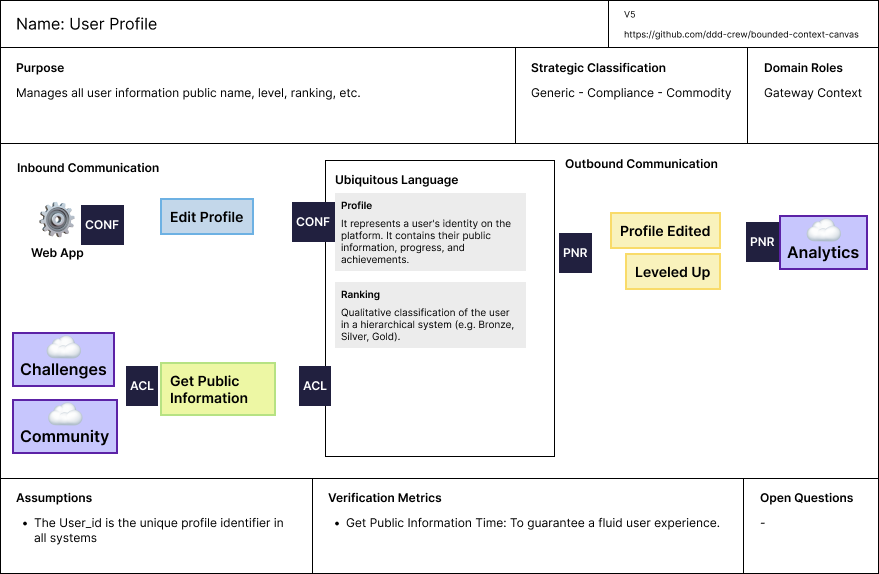 Name: User Profile
V5
https://github.com/ddd-crew/bounded-context-canvas
Purpose
Manages all user information public name, level, ranking, etc.
Strategic Classification
Generic - Compliance - Commodity
Domain Roles
Gateway Context
Inbound Communication
Web App
CONF
Edit Profile
CONF
Challenges
Community
ACL
Get Public
Information
ACL
Ubiquitous Language
Profile
It represents a user's identity on the
platform. It contains their public
information, progress, and
achievements.
Ranking
Qualitative classification of the user
in a hierarchical system (e.g. Bronze,
Silver, Gold).
Outbound Communication
PNR
Profile Edited
Leveled Up
PNR
Analytics
Assumptions
• The User_id is the unique profile identifier in
all systems
Verification Metrics
• Get Public Information Time: To guarantee a fluid user experience.
Open Questions
-